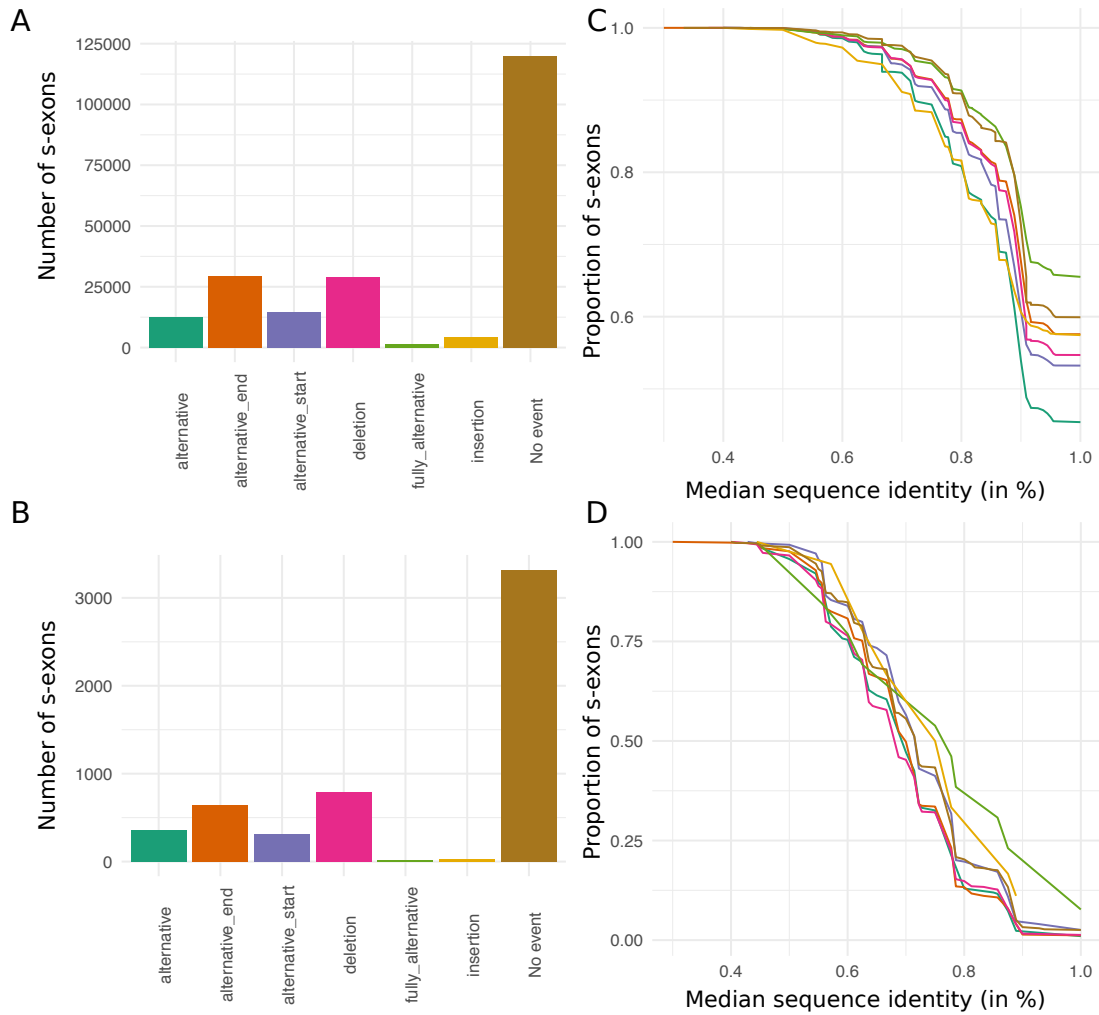 A
Number of s-exons
125000
100000
75000
50000
25000
0
alternative
alternative_end
alternative_start
deletion
fully_alternative
insertion
No event
B
Number of s-exons
3000
2000
1000
0
alternative
alternative_end
alternative_start
deletion
fully_alternative
insertion
No event
C
Proportion of s-exons
1.0
0.8
0.6
0.4
0.6
0.8
1.0
Median sequence identity (in %)
D
Proportion of s-exons
1.00
0.75
0.50
0.25
0.00
0.4
0.6
0.8
1.0
Median sequence identity (in %)